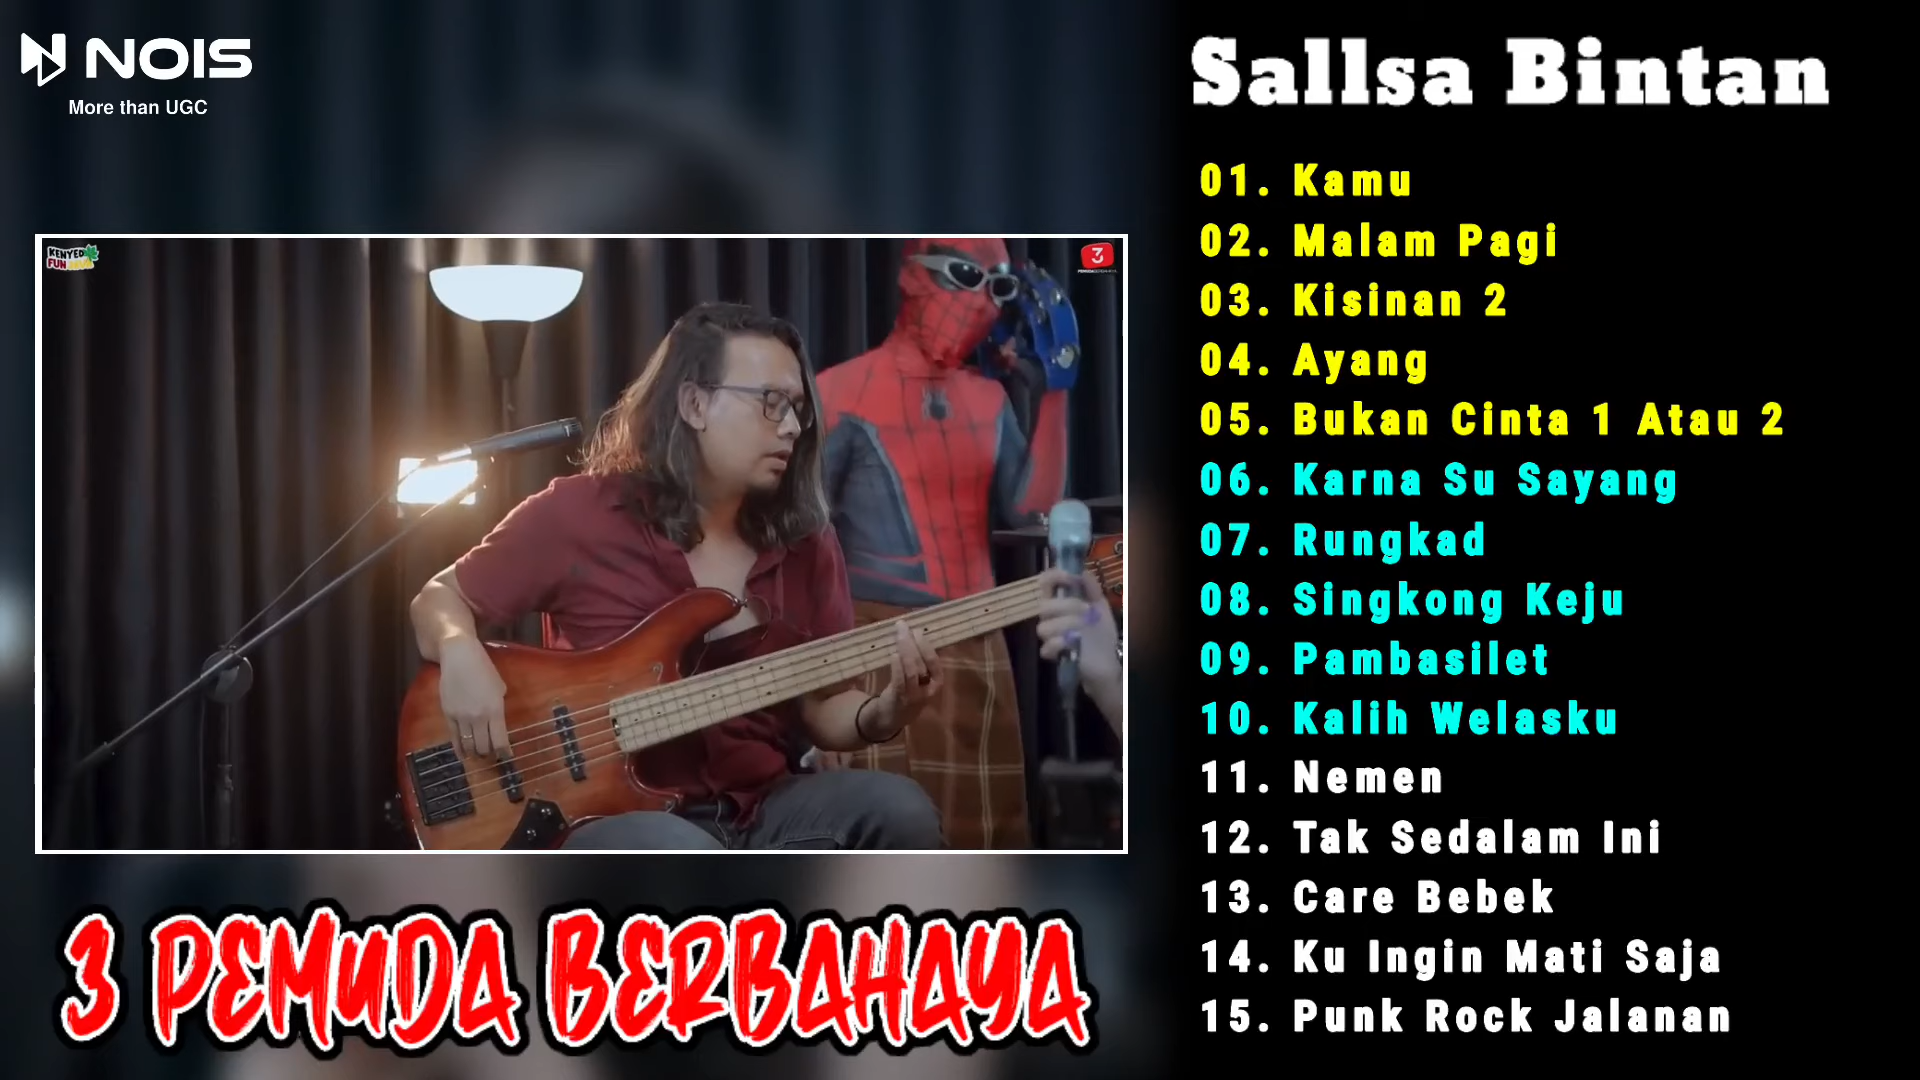 NOIS
More than UGC
Sallsa Bintan
01. Kamu
02. Malam Pagi
03. Kisinan 2
04. Ayang
05. Bukan Cinta 1 Atau 2
06. Karna Su Sayang
07. Rungkad
08. Singkong Keju
09. Pambasilet
10. Kalih Welasku
11. Nemen
12. Tak Sedalam Ini
13. Care Bebek
14. Ku Ingin Mati Saja
15. Punk Rock Jalanan
KENYED
FUN
3
3 PEMUDA BERBAHAYA